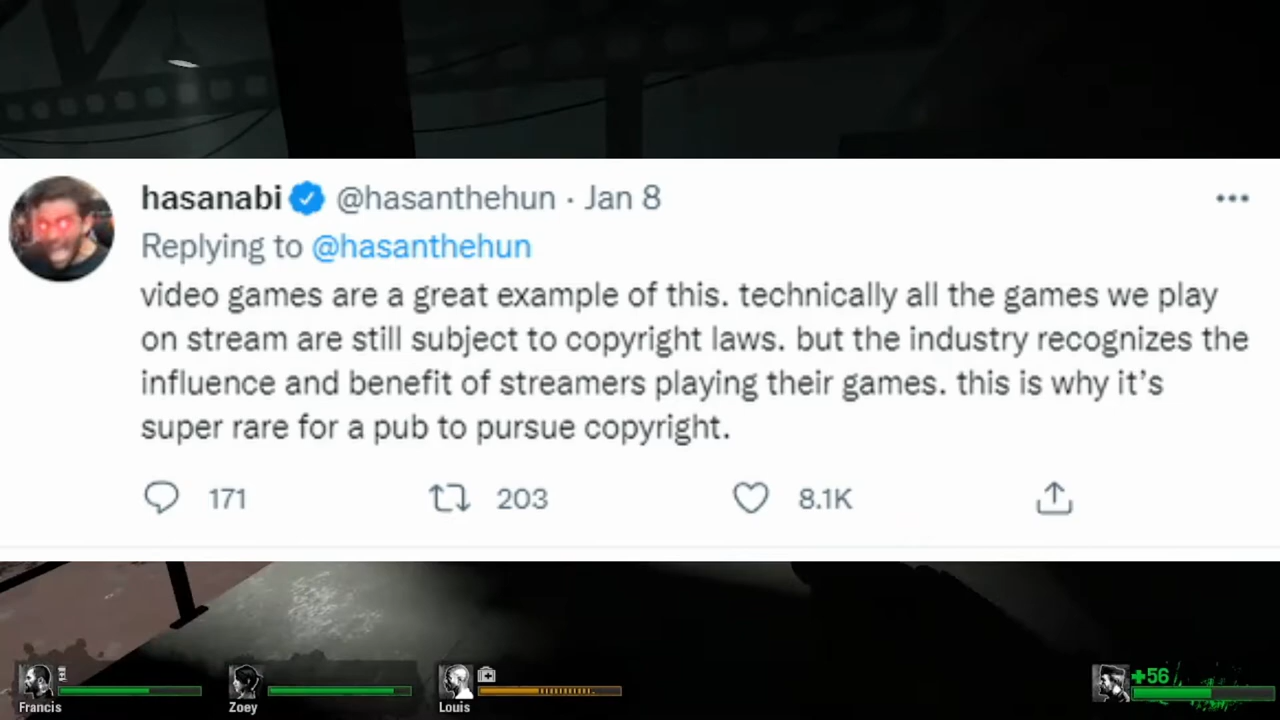 hasanabi @hasanthehun · Jan 8
Replying to @hasanthehun
video games are a great example of this. technically all the games we play
on stream are still subject to copyright laws. but the industry recognizes the
influence and benefit of streamers playing their games. this is why it’s
super rare for a pub to pursue copyright.
171 203 8.1K
+56
Francis Zoey Louis